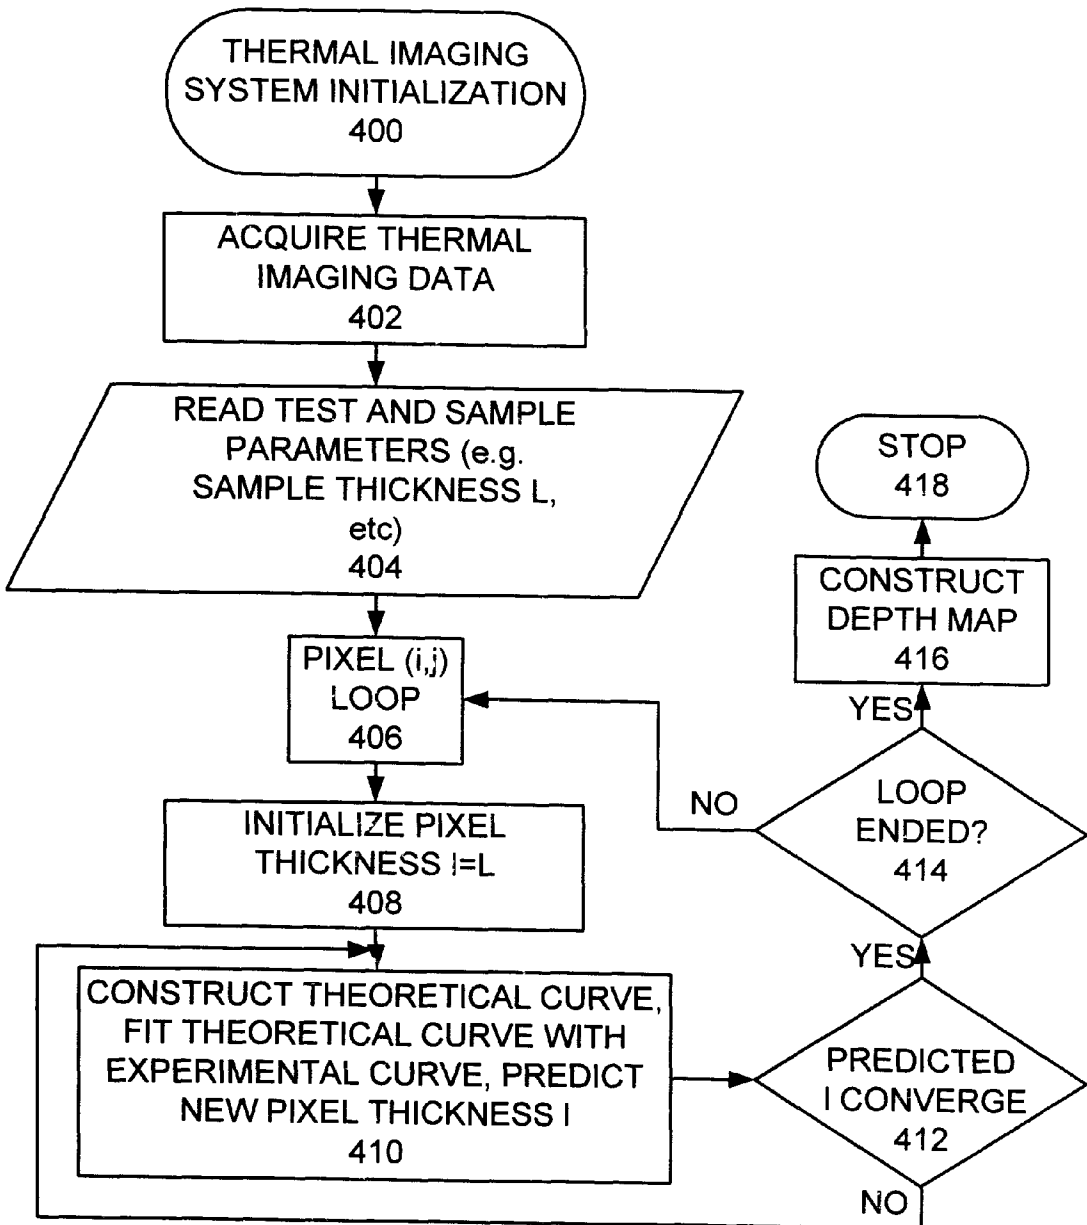 THERMAL IMAGING
SYSTEM INITIALIZATION
400
ACQUIRE THERMAL
IMAGING DATA
402
READ TEST AND SAMPLE
PARAMETERS (e.g.
SAMPLE THICKNESS L,
etc)
404
PIXEL (i,j)
LOOP
406
INITIALIZE PIXEL
THICKNESS l=L
408
CONSTRUCT THEORETICAL CURVE,
FIT THEORETICAL CURVE WITH
EXPERIMENTAL CURVE, PREDICT
NEW PIXEL THICKNESS l
410
PREDICTED
l CONVERGE
412
NO
YES
LOOP
ENDED?
414
NO
YES
CONSTRUCT
DEPTH MAP
416
STOP
418